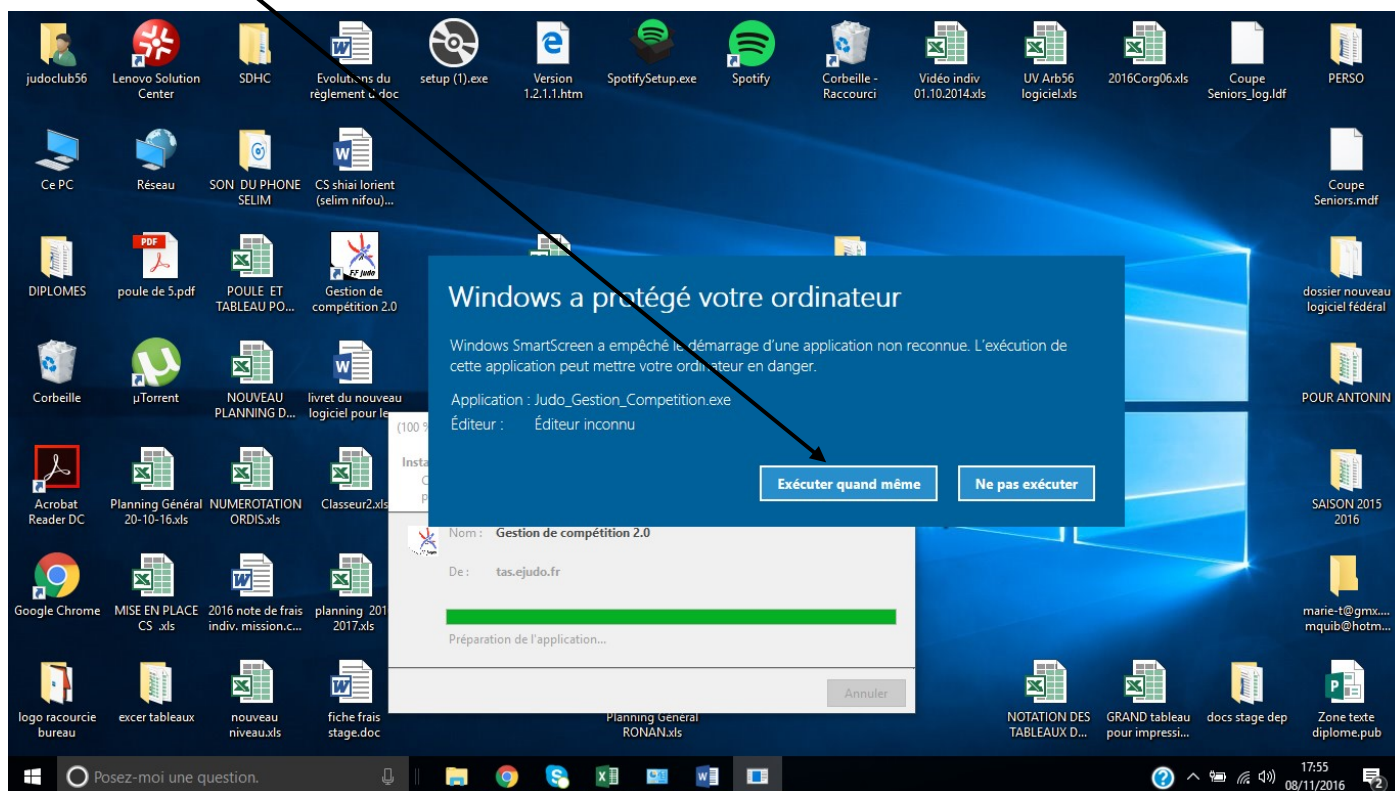 judoclub56
Lenovo Solution
Center
SDHC
Evolutions du
règlement d doc
setup (1).exe
Version
1.2.1.1.htm
SpotifySetup.exe
Spotify
Corbeille -
Raccourci
Vidéo indiv
01.10.2014.xls
UV Arb56
logiciel.xls
2016Corg06.xls
Coupe
Seniors_log.ldf
PERSO
Ce PC
Réseau
SON DU PHONE
SELIM
CS shiai lorient
(selim nifou)...
Coupe
Seniors.mdf
DIPLOMES
PDF
poule de 5.pdf
POULE ET
TABLEAU PO...
FF Judo
Gestion de
compétition 2.0
dossier nouveau
logiciel fédéral
Windows a protégé votre ordinateur
Windows SmartScreen a empêché le démarrage d'une application non reconnue. L'exécution de
cette application peut mettre votre ordinateur en danger.
Application : Judo_Gestion_Competition.exe
Éditeur : Éditeur inconnu
Exécuter quand même
Ne pas exécuter
Corbeille
µTorrent
NOUVEAU
PLANNING D...
livret du nouveau
logiciel pour le
POUR ANTONIN
(100 %
Insta
Acrobat
Reader DC
Planning Général
20-10-16.xls
NUMEROTATION
ORDIS.xls
Classeur2.xls
SAISON 2015
2016
Nom : Gestion de compétition 2.0
De : tas.ejudo.fr
Préparation de l'application...
Annuler
Google Chrome
MISE EN PLACE
CS .xls
2016 note de frais
indiv. mission.c...
planning 201
2017.xls
marie-t@gmx....
mquib@hotm...
logo racourcie
bureau
excer tableaux
nouveau
niveau.xls
fiche frais
stage.doc
Planning Général
RONAN.xls
NOTATION DES
TABLEAUX D...
GRAND tableau
pour impressi...
docs stage dep
Zone texte
diplome.pub
Posez-moi une question.
17:55
08/11/2016
2